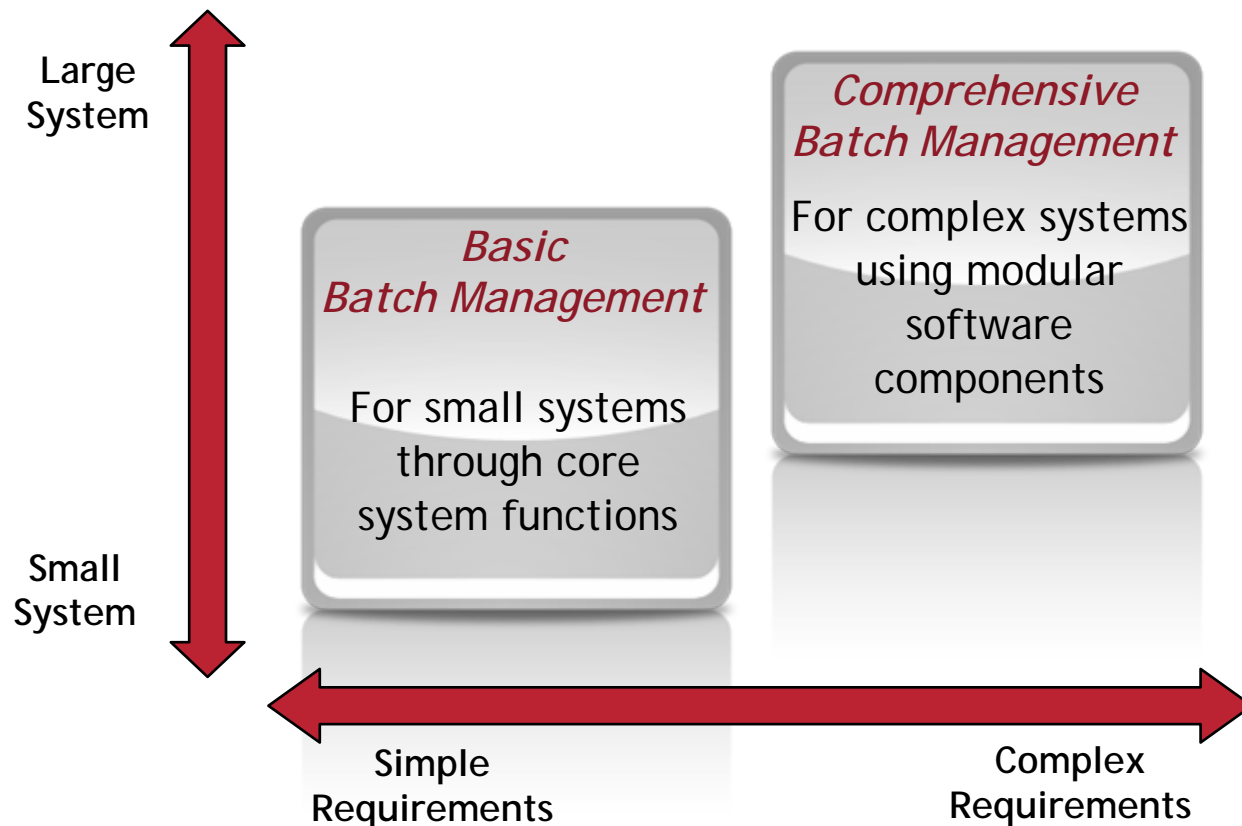 Large
System
Comprehensive
Batch Management
For complex systems
using modular
software
components
Basic
Batch Management
For small systems
through core
system functions
Small
System
Simple
Requirements
Complex
Requirements